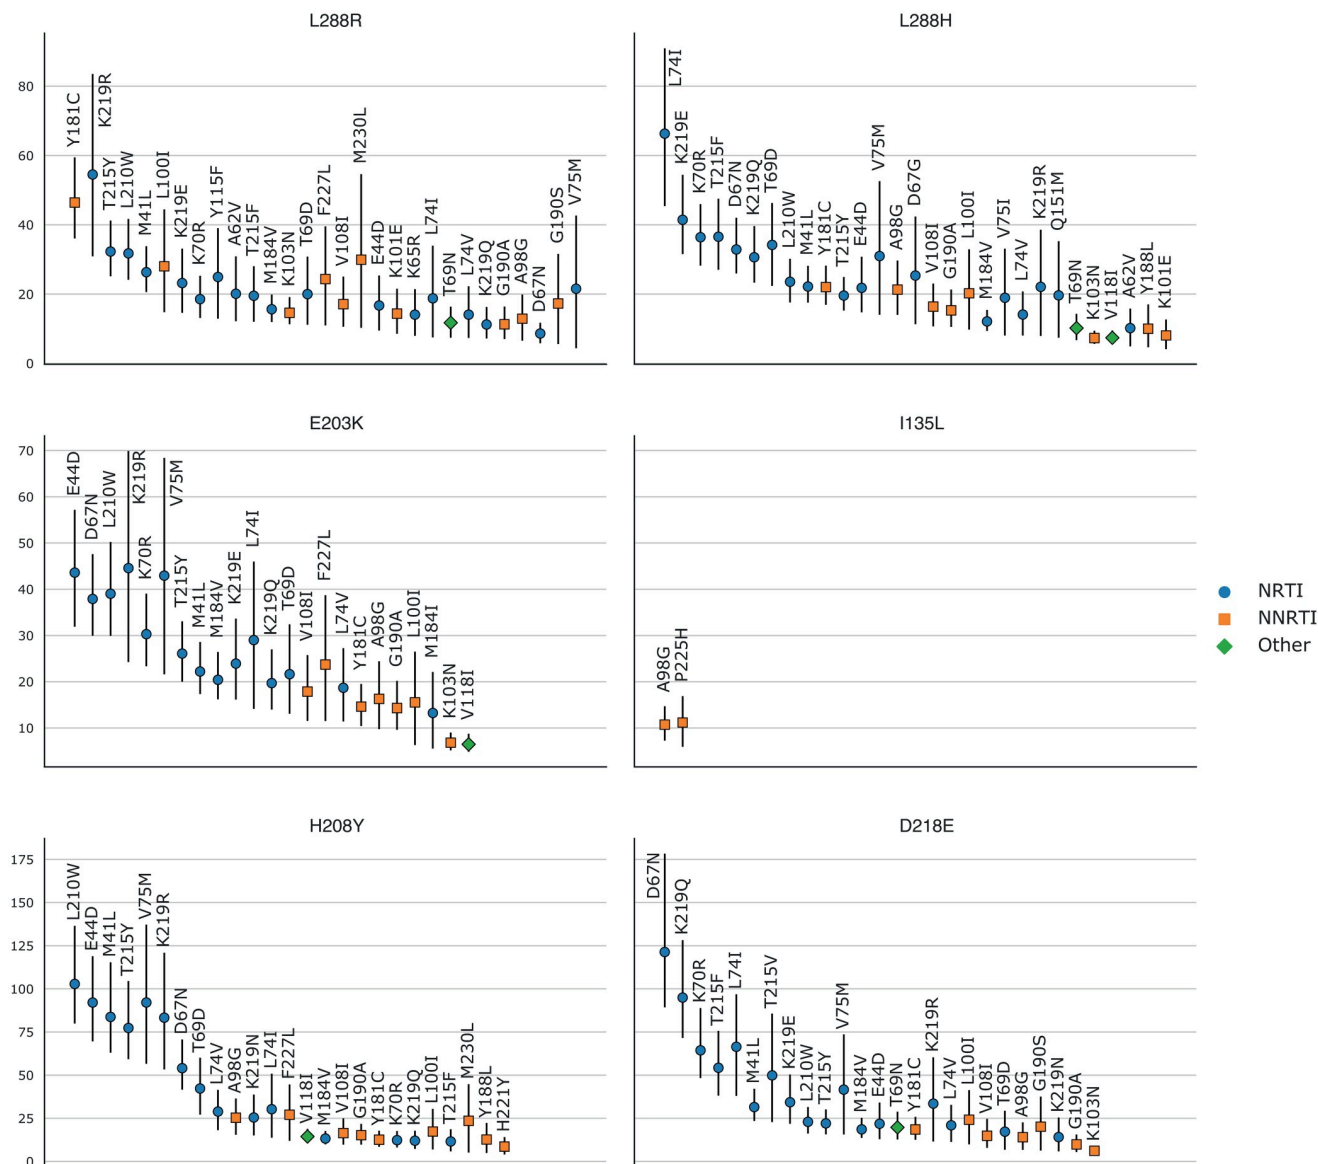 L288R
L288H
80
60
40
20
0
Y181C
K219R
T215Y
L210W
M41L
L100I
K219E
K70R
Y115F
A62V
T215F
M184V
K103N
T69D
F227L
V108I
M230L
E44D
K101E
K65R
L74I
T69N
L74V
K219Q
G190A
A98G
D67N
G190S
V75M
L74I
K219E
K70R
T215F
D67N
K219Q
T69D
L210W
M41L
Y181C
T215Y
E44D
V75M
A98G
D67G
V108I
G190A
L100I
M184V
V75I
L74V
K219R
Q151M
T69N
K103N
V118I
A62V
Y188L
K101E
E203K
I135L
70
60
50
40
30
20
10
E44D
D67N
L210W
K219R
K70R
V75M
T215Y
M41L
M184V
K219E
L74I
K219Q
T69D
V108I
F227L
L74V
Y181C
A98G
G190A
L100I
M184I
K103N
V118I
A98G
P225H
NRTI
NNRTI
Other
H208Y
D218E
175
150
125
100
75
50
25
0
L210W
E44D
M41L
T215Y
V75M
K219R
D67N
T69D
L74V
A98G
K219N
L74I
F227L
V118I
M184V
V108I
G190A
Y181C
K70R
K219Q
L100I
T215F
M230L
Y188L
H221Y
D67N
K219Q
K70R
T215F
L74I
M41L
T215V
K219E
L210W
T215Y
V75M
M184V
E44D
T69N
Y181C
K219R
L74V
L100I
V108I
T69D
A98G
G190S
K219N
G190A
K103N